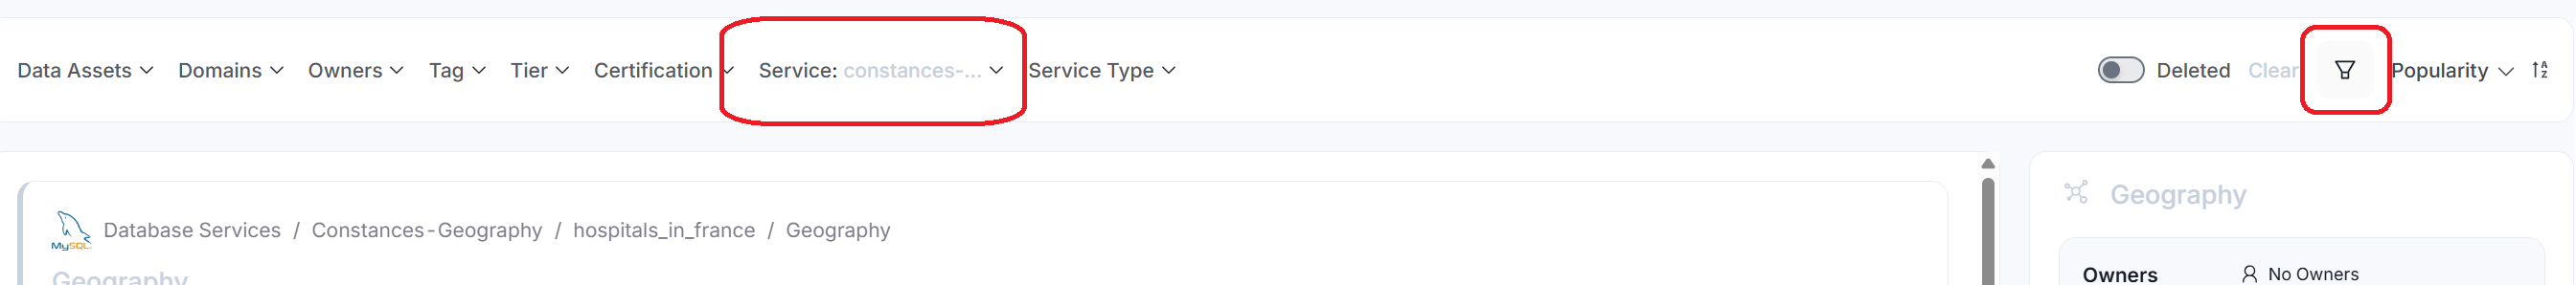 Data Assets Domains Owners Tag Tier Certification Service: constances-... Service Type Deleted Clear Popularity A Z
MySQL Database Services / Constances-Geography / hospitals_in_france / Geography
Geography
Geography
Owners No Owners